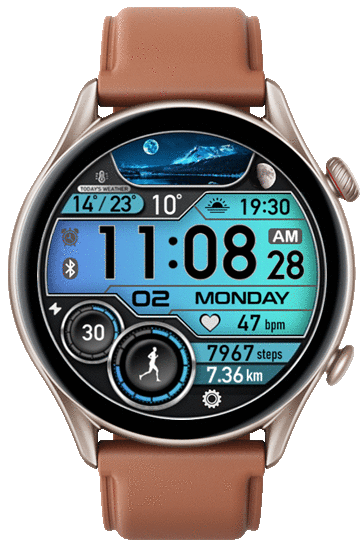 TODAY'S WEATHER
14°/23° 10° 19:30
11:08 AM
28
02 MONDAY
47 bpm
30
7967 steps
7.36 km